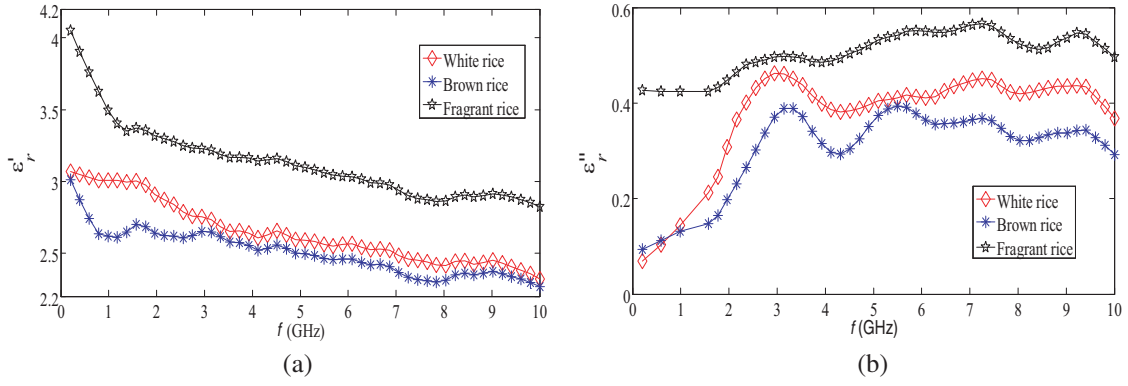 4.2
4
3.5
3
2.5
2.2
ε'r
0 1 2 3 4 5 6 7 8 9 10
f (GHz)
White rice
Brown rice
Fragrant rice
(a)
0.6
0.4
0.2
0
ε''r
0 1 2 3 4 5 6 7 8 9 10
f (GHz)
White rice
Brown rice
Fragrant rice
(b)